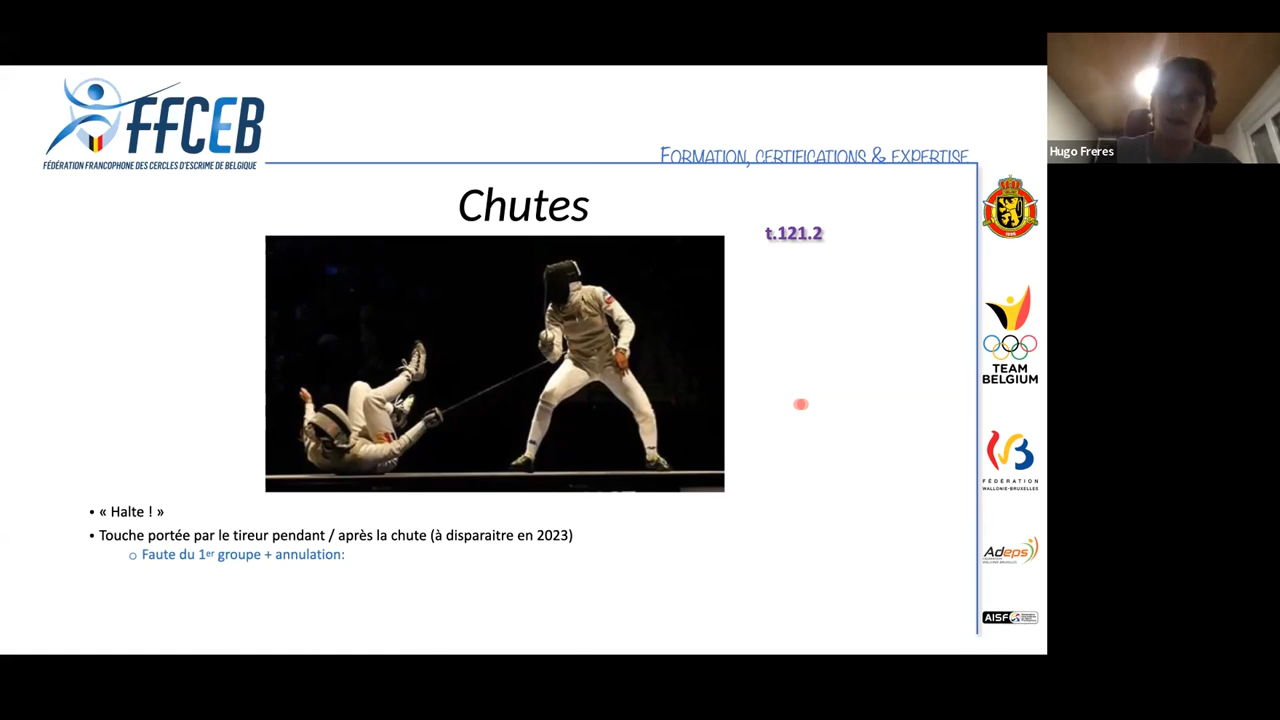 FFCEB
FÉDÉRATION FRANCOPHONE DES CERCLES D'ESCRIME DE BELGIQUE
FORMATION, CERTIFICATIONS & EXPERTISE
Hugo Freres
Chutes
t.121.2
TEAM
BELGIUM
FÉDÉRATION
WALLONIE-BRUXELLES
Adeps
AISF
• « Halte ! »
• Touche portée par le tireur pendant / après la chute (à disparaitre en 2023)
o Faute du 1er groupe + annulation: